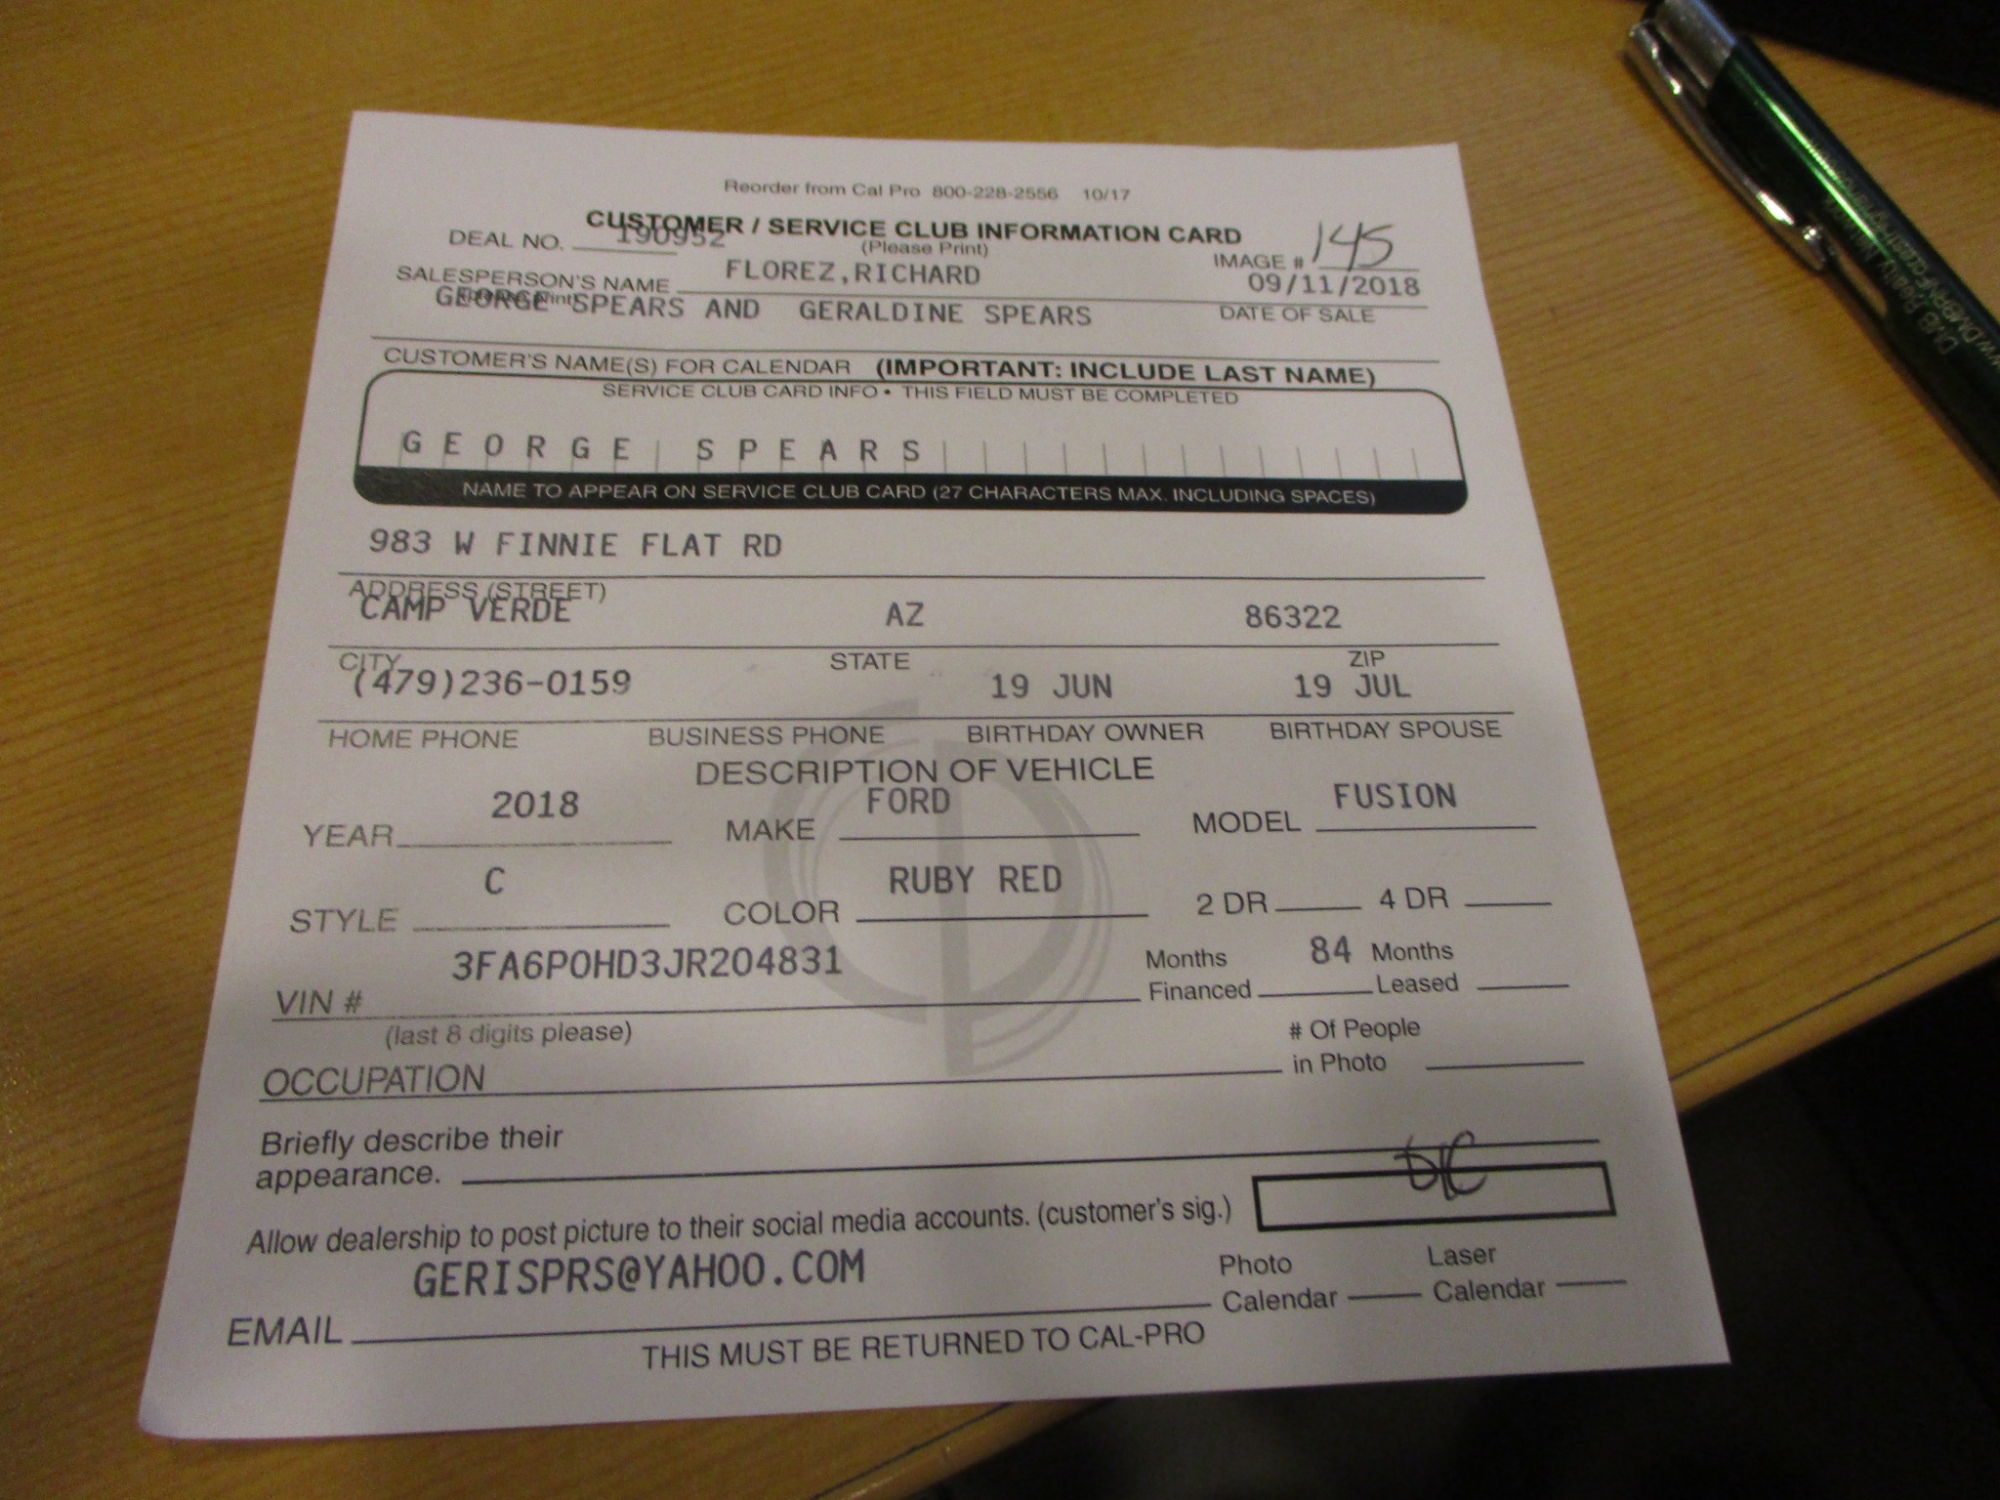 Reorder from Cal Pro 800-228-2556 10/17
CUSTOMER / SERVICE CLUB INFORMATION CARD
(Please Print)
DEAL NO. 190952
IMAGE # 145
SALESPERSON'S NAME FLOREZ,RICHARD 09/11/2018
(please print)
GEORGE SPEARS AND GERALDINE SPEARS DATE OF SALE
CUSTOMER'S NAME(S) FOR CALENDAR (IMPORTANT: INCLUDE LAST NAME)
SERVICE CLUB CARD INFO • THIS FIELD MUST BE COMPLETED
GEORGE SPEARS
NAME TO APPEAR ON SERVICE CLUB CARD (27 CHARACTERS MAX. INCLUDING SPACES)
983 W FINNIE FLAT RD
ADDRESS (STREET)
CAMP VERDE AZ 86322
CITY STATE ZIP
(479)236-0159 19 JUN 19 JUL
HOME PHONE BUSINESS PHONE BIRTHDAY OWNER BIRTHDAY SPOUSE
DESCRIPTION OF VEHICLE
YEAR 2018 MAKE FORD MODEL FUSION
STYLE C COLOR RUBY RED 2 DR 4 DR
VIN # 3FA6P0HD3JR204831 Months Financed 84 Months Leased
(last 8 digits please)
OCCUPATION # Of People in Photo
Briefly describe their
appearance.
Allow dealership to post picture to their social media accounts. (customer's sig.)
EMAIL GERISPRS@YAHOO.COM Photo Calendar Laser Calendar
THIS MUST BE RETURNED TO CAL-PRO